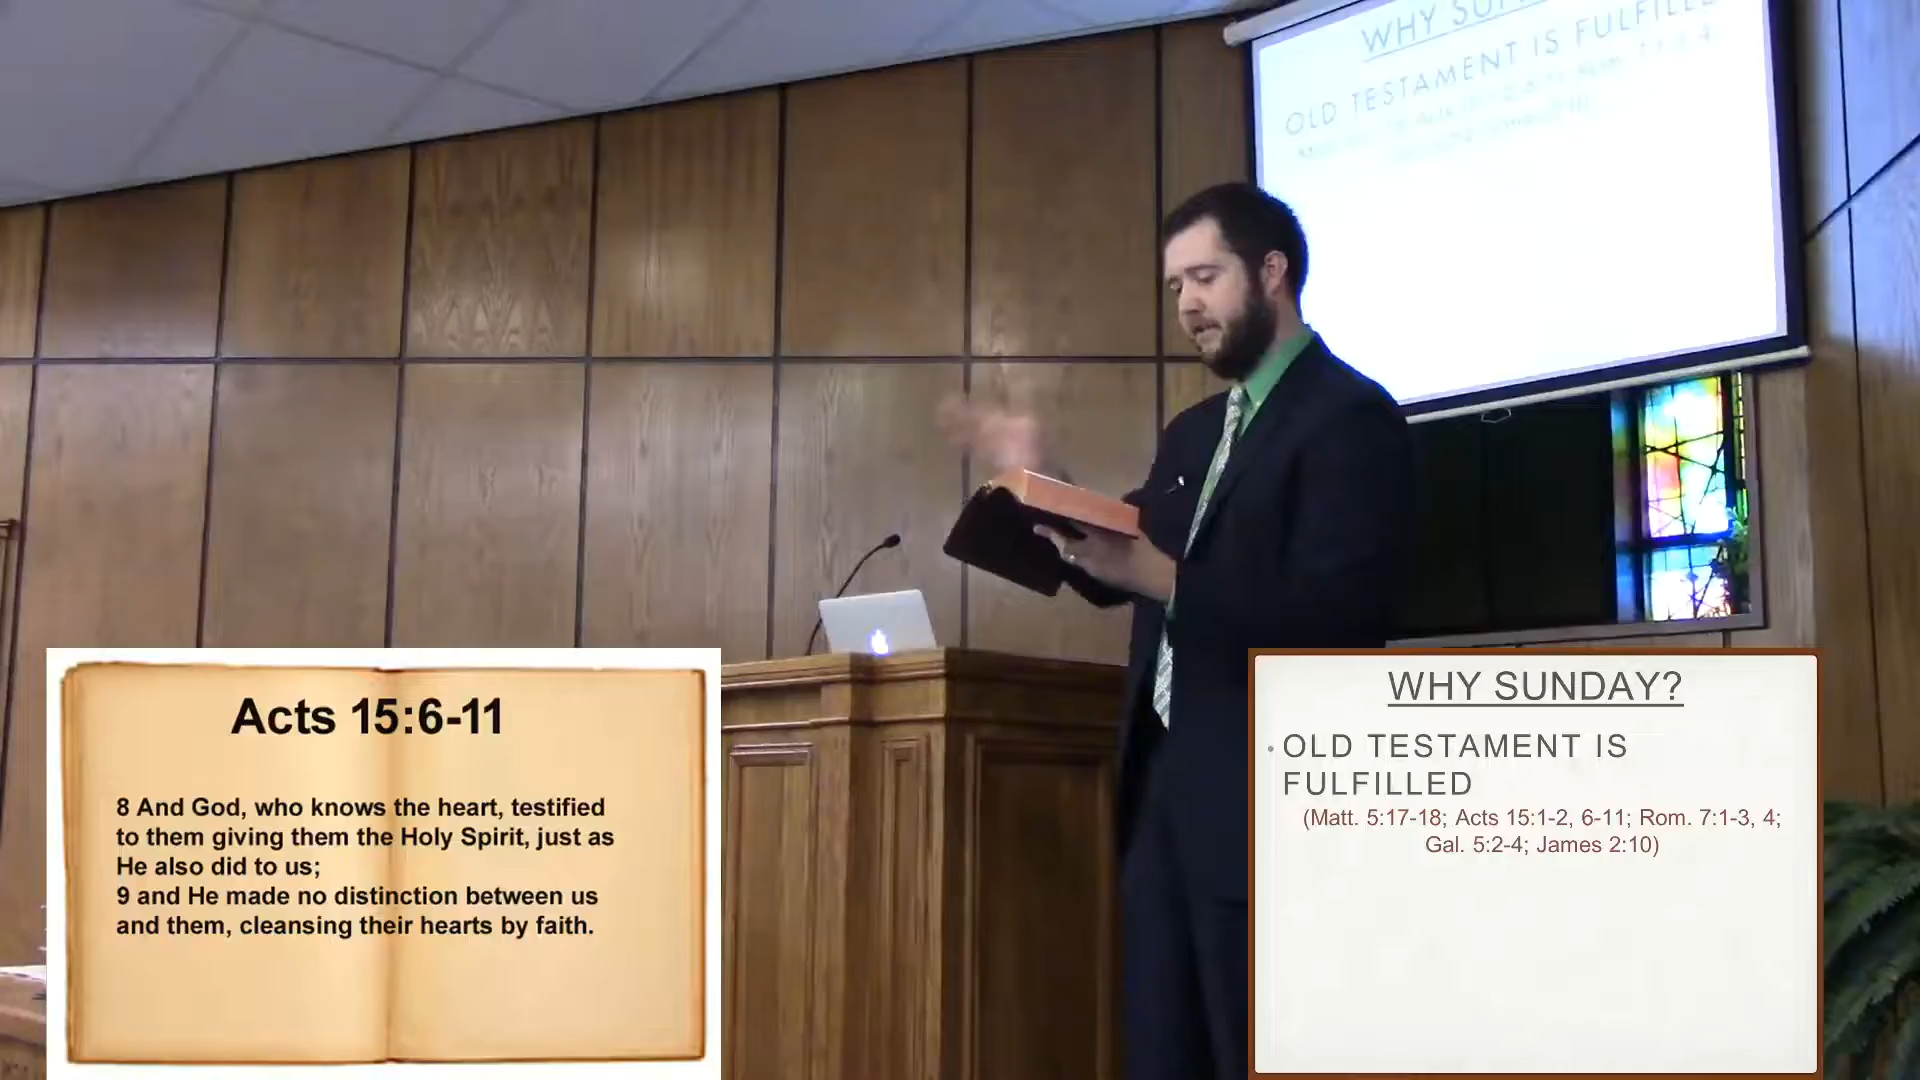 WHY SUN
OLD TESTAMENT IS FULFILLE
Acts 15:6-11
8 And God, who knows the heart, testified
to them giving them the Holy Spirit, just as
He also did to us;
9 and He made no distinction between us
and them, cleansing their hearts by faith.
WHY SUNDAY?
• OLD TESTAMENT IS
FULFILLED
(Matt. 5:17-18; Acts 15:1-2, 6-11; Rom. 7:1-3, 4;
Gal. 5:2-4; James 2:10)